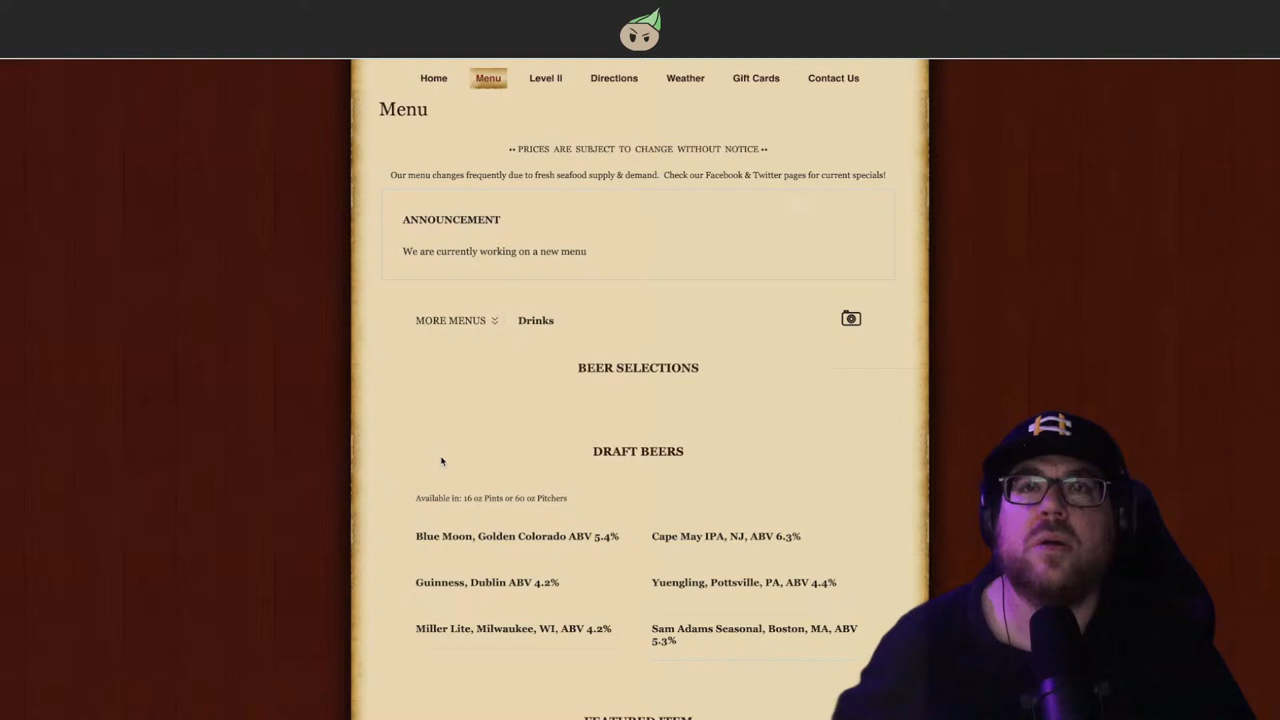 Home Menu Level II Directions Weather Gift Cards Contact Us
Menu
•• PRICES ARE SUBJECT TO CHANGE WITHOUT NOTICE ••
Our menu changes frequently due to fresh seafood supply & demand. Check our Facebook & Twitter pages for current specials!
ANNOUNCEMENT
We are currently working on a new menu
MORE MENUS Drinks
BEER SELECTIONS
DRAFT BEERS
Available in: 16 oz Pints or 60 oz Pitchers
Blue Moon, Golden Colorado ABV 5.4%
Cape May IPA, NJ, ABV 6.3%
Guinness, Dublin ABV 4.2%
Yuengling, Pottsville, PA, ABV 4.4%
Miller Lite, Milwaukee, WI, ABV 4.2%
Sam Adams Seasonal, Boston, MA, ABV
5.3%
FEATURED ITEM